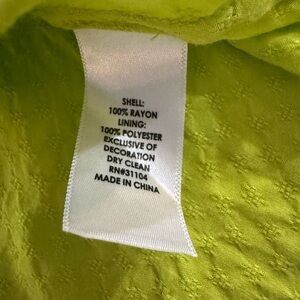 SHELL:
100% RAYON
LINING:
100% POLYESTER
EXCLUSIVE OF
DECORATION
DRY CLEAN
RN#31104
MADE IN CHINA